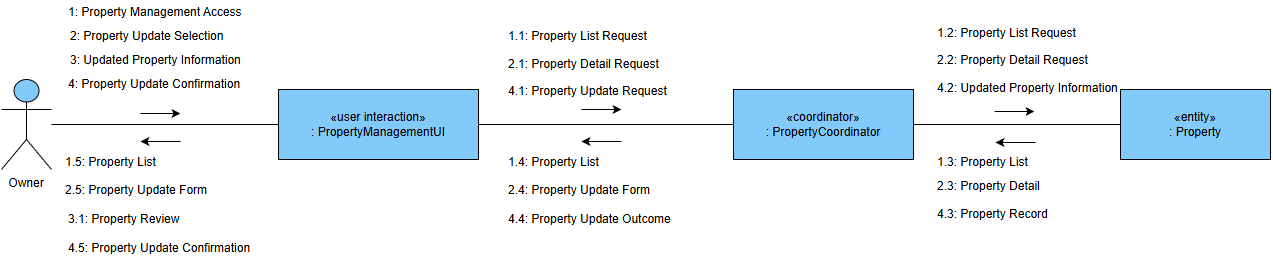 1: Property Management Access
2: Property Update Selection
3: Updated Property Information
4: Property Update Confirmation
Owner
1.5: Property List
2.5: Property Update Form
3.1: Property Review
4.5: Property Update Confirmation
«user interaction»
: PropertyManagementUI
1.1: Property List Request
2.1: Property Detail Request
4.1: Property Update Request
1.4: Property List
2.4: Property Update Form
4.4: Property Update Outcome
«coordinator»
: PropertyCoordinator
1.2: Property List Request
2.2: Property Detail Request
4.2: Updated Property Information
1.3: Property List
2.3: Property Detail
4.3: Property Record
«entity»
: Property